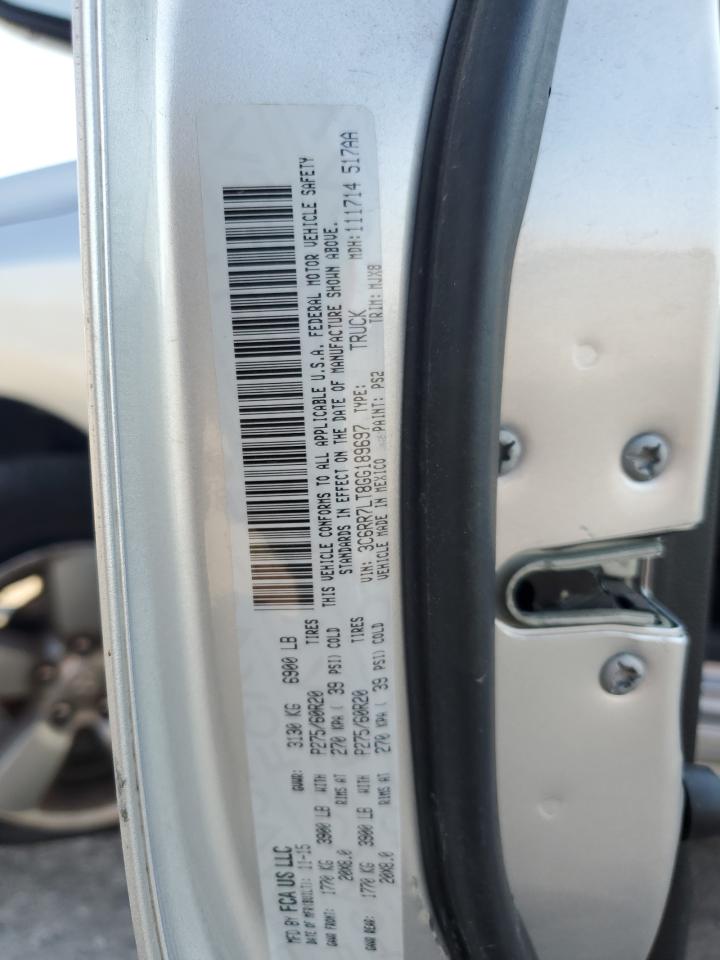 MFD BY FCA US LLC
DATE OF MFR(BUILT): 11-15 GVWR: 3130 KG 6900 LB
GAWR FRONT: 1770 KG 3900 LB WITH P275/60R20 TIRES
20X8.0 RIMS AT 270 KPA ( 39 PSI) COLD
GAWR REAR: 1770 KG 3900 LB WITH P275/60R20 TIRES
20X8.0 RIMS AT 270 KPA ( 39 PSI) COLD
THIS VEHICLE CONFORMS TO ALL APPLICABLE U.S.A. FEDERAL MOTOR VEHICLE SAFETY
STANDARDS IN EFFECT ON THE DATE OF MANUFACTURE SHOWN ABOVE.
VIN: 3C6RR7LT8GG189697 TYPE: TRUCK MDH:111714 517AA
VEHICLE MADE IN MEXICO PAINT: PS2 TRIM: MJX8